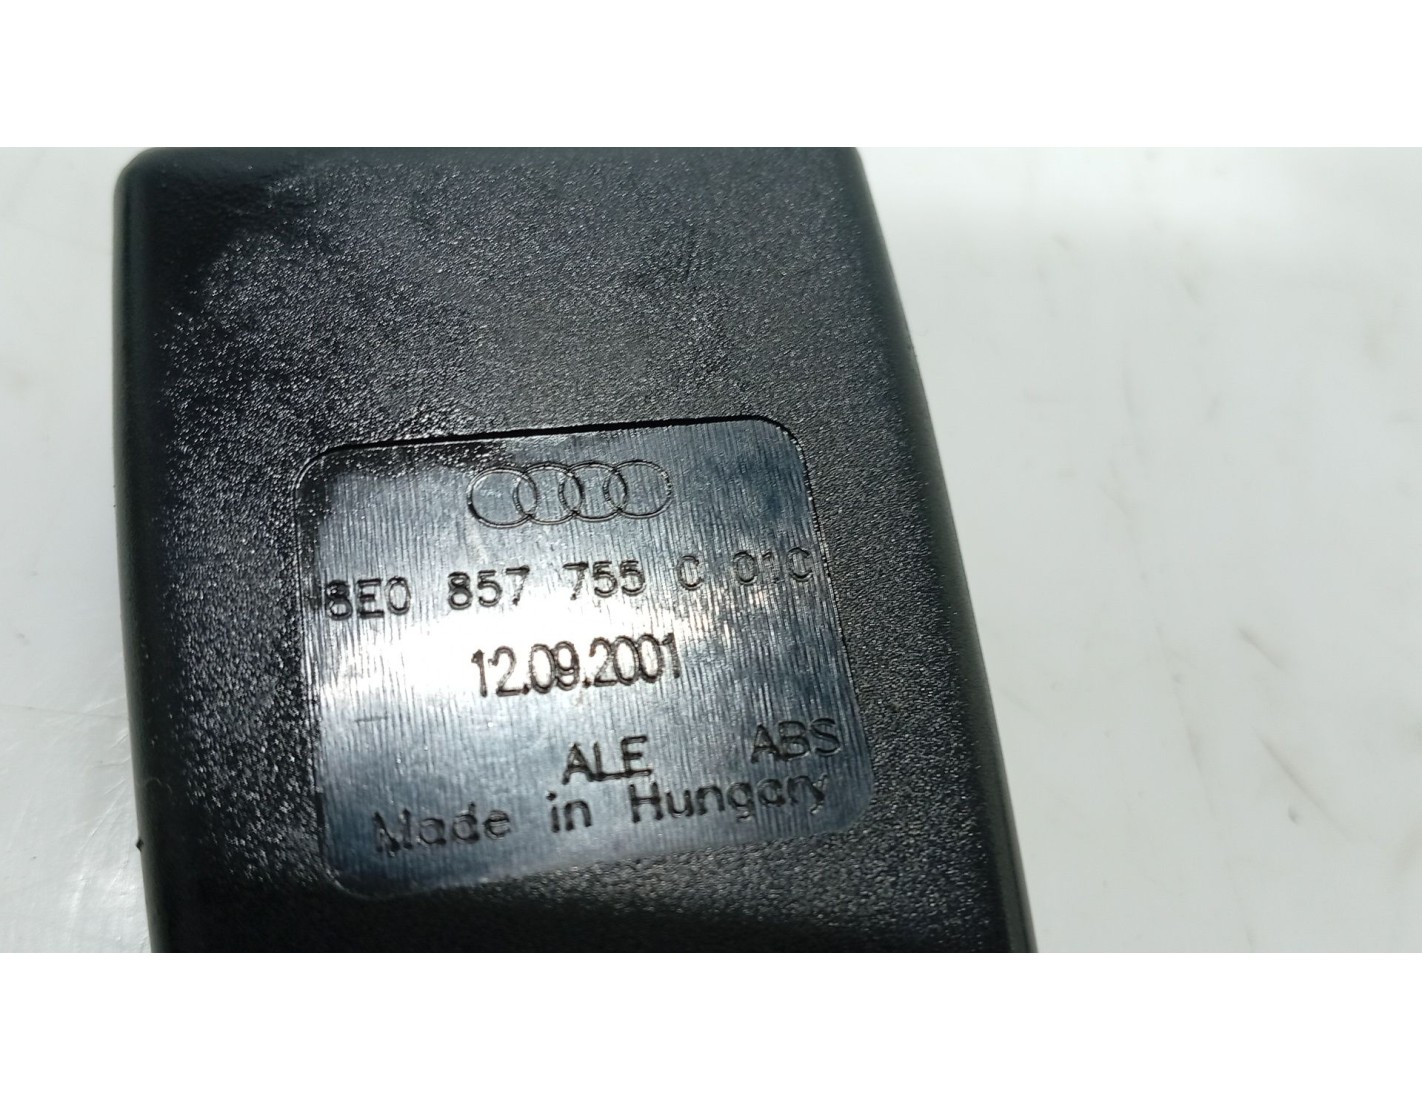 8E0 857 755 C 01C
12.09.2001
ALE ABS
Made in Hungary